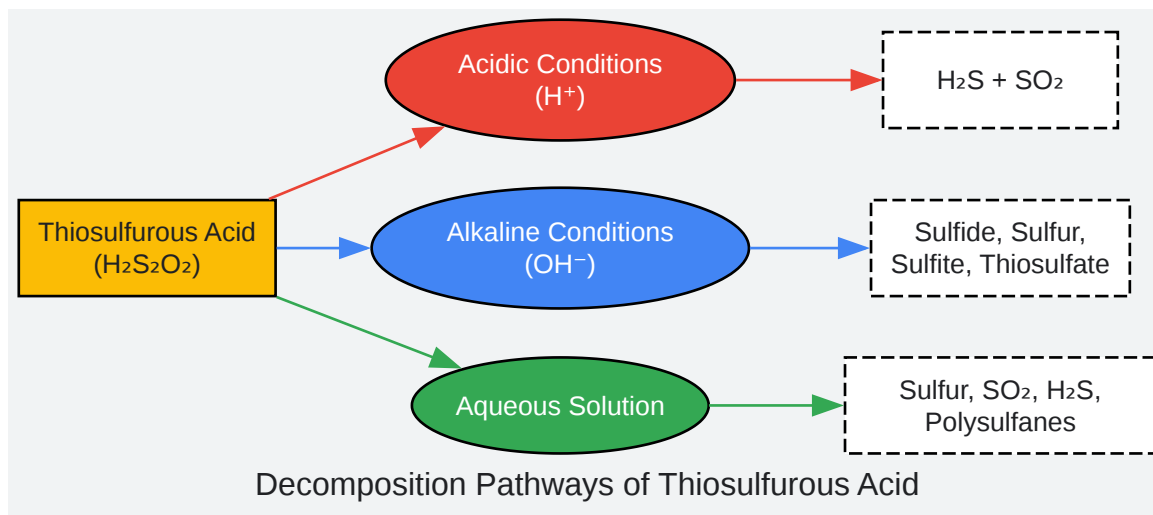 Thiosulfurous Acid
(H₂S₂O₂)
Acidic Conditions
(H⁺)
H₂S + SO₂
Alkaline Conditions
(OH⁻)
Sulfide, Sulfur,
Sulfite, Thiosulfate
Aqueous Solution
Sulfur, SO₂, H₂S,
Polysulfanes
Decomposition Pathways of Thiosulfurous Acid